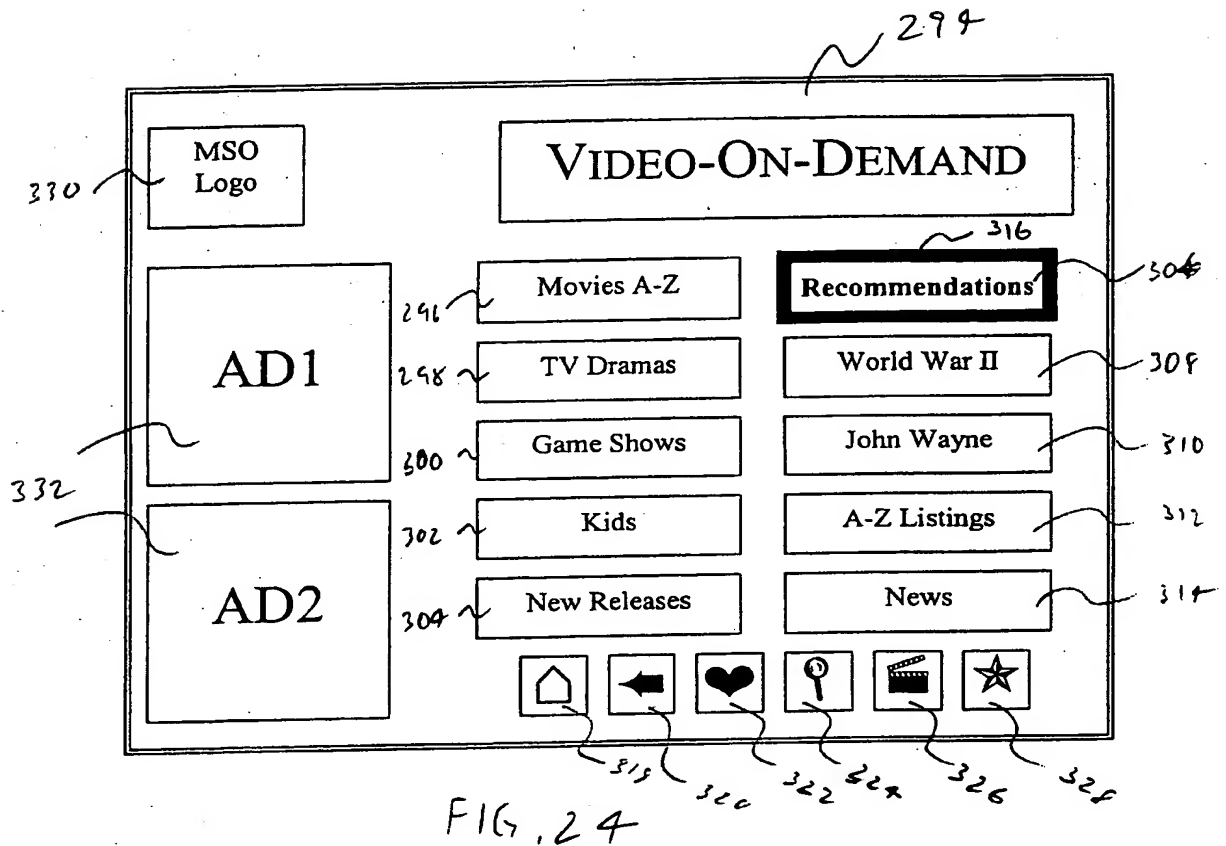 294
MSO
Logo
330
VIDEO-ON-DEMAND
316
Movies A-Z
296
Recommendations
306
AD1
TV Dramas
298
World War II
308
Game Shows
300
John Wayne
310
332
Kids
302
A-Z Listings
312
AD2
New Releases
304
News
314
318
320
322
324
326
328
FIG. 24